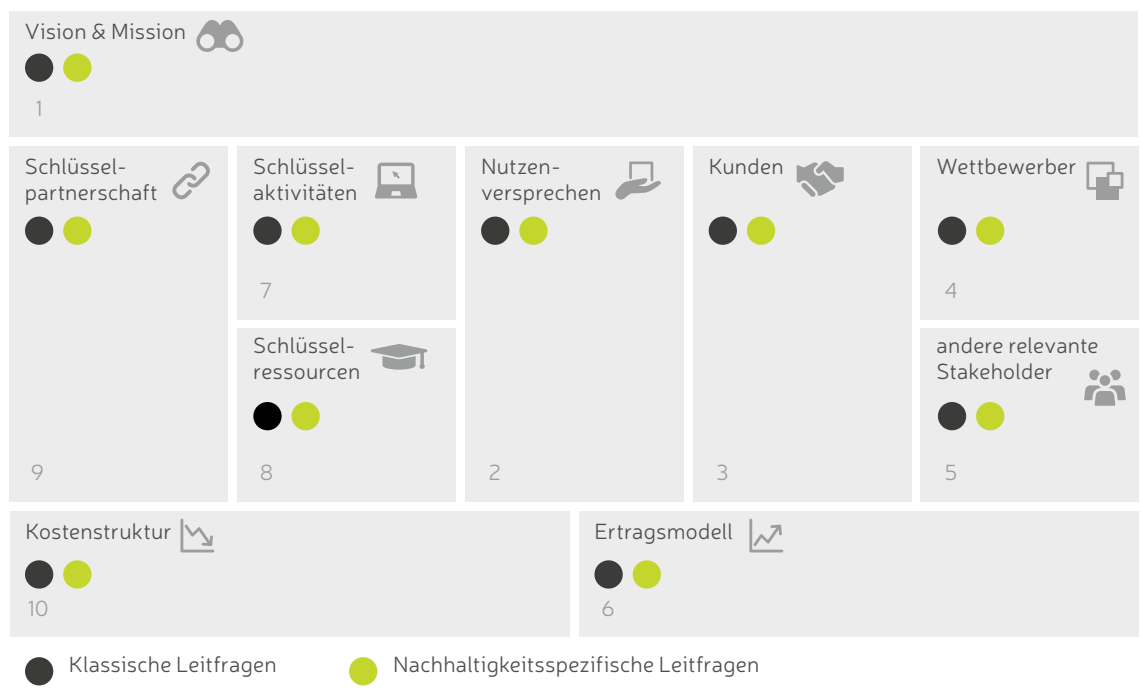 Vision & Mission
1
Schlüssel-
partnerschaft
9
Schlüssel-
aktivitäten
7
Schlüssel-
ressourcen
8
Nutzen-
versprechen
2
Kunden
3
Wettbewerber
4
andere relevante
Stakeholder
5
Kostenstruktur
10
Ertragsmodell
6
Klassische Leitfragen
Nachhaltigkeitsspezifische Leitfragen